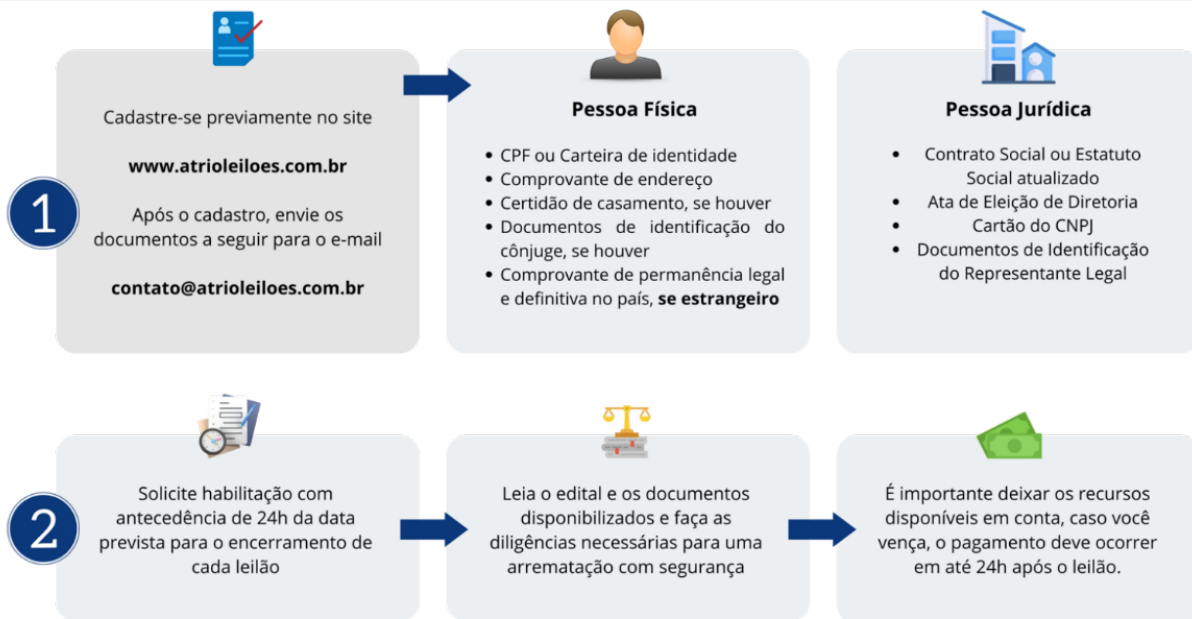 1
Cadastre-se previamente no site
www.atrioleiloes.com.br
Após o cadastro, envie os
documentos a seguir para o e-mail
contato@atrioleiloes.com.br
Pessoa Física
• CPF ou Carteira de identidade
• Comprovante de endereço
• Certidão de casamento, se houver
• Documentos de identificação do
cônjuge, se houver
• Comprovante de permanência legal
e definitiva no país, se estrangeiro
Pessoa Jurídica
• Contrato Social ou Estatuto
Social atualizado
• Ata de Eleição de Diretoria
• Cartão do CNPJ
• Documentos de Identificação
do Representante Legal
2
Solicite habilitação com
antecedência de 24h da data
prevista para o encerramento de
cada leilão
Leia o edital e os documentos
disponibilizados e faça as
diligências necessárias para uma
arrematação com segurança
É importante deixar os recursos
disponíveis em conta, caso você
vença, o pagamento deve ocorrer
em até 24h após o leilão.